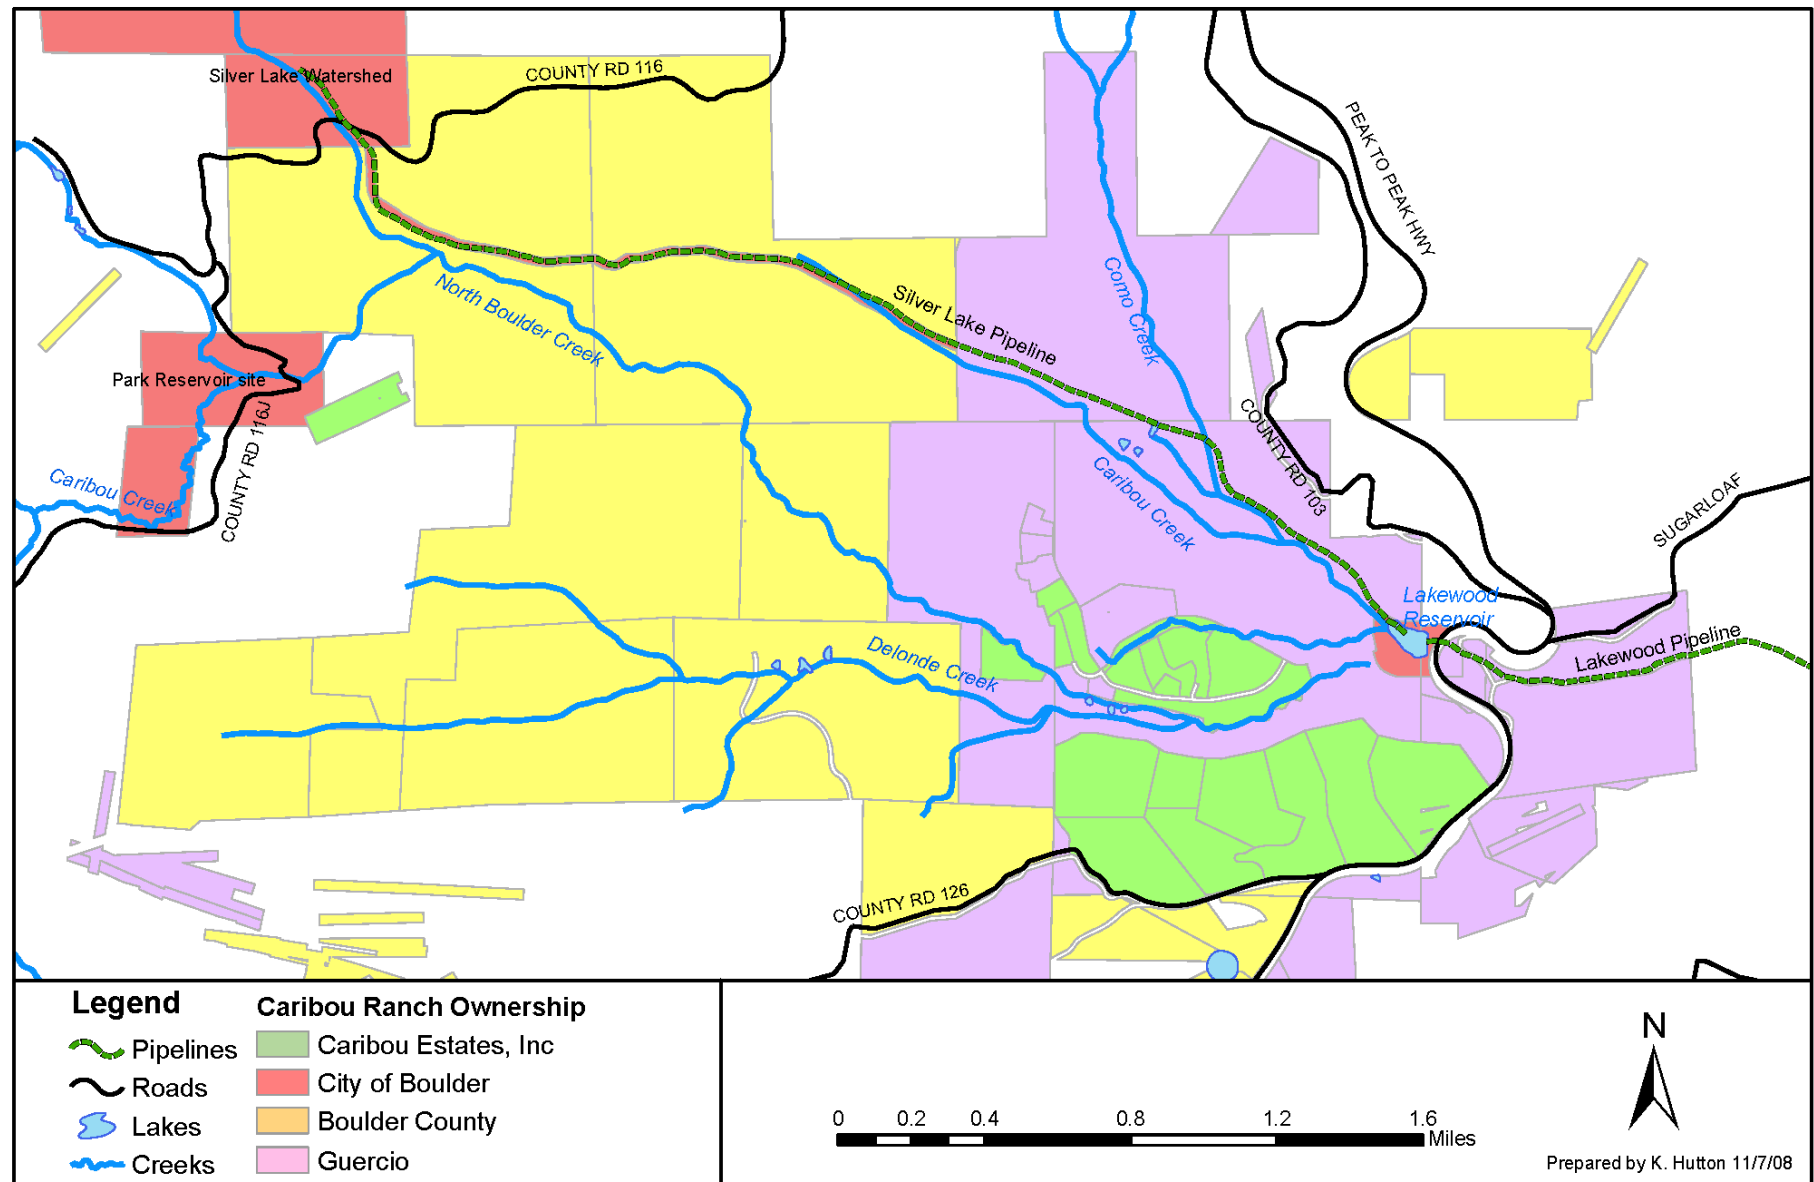 Silver Lake Watershed
COUNTY RD 116
PEAK TO PEAK HWY
North Boulder Creek
Silver Lake Pipeline
Como Creek
Park Reservoir site
COUNTY RD 116J
Caribou Creek
COUNTY RD 103
Caribou Creek
SUGARLOAF
Lakewood
Reservoir
Lakewood Pipeline
Delonde Creek
COUNTY RD 126
Legend
Pipelines
Roads
Lakes
Creeks
Caribou Ranch Ownership
Caribou Estates, Inc
City of Boulder
Boulder County
Guercio
0 0.2 0.4 0.8 1.2 1.6
Miles
N
Prepared by K. Hutton 11/7/08